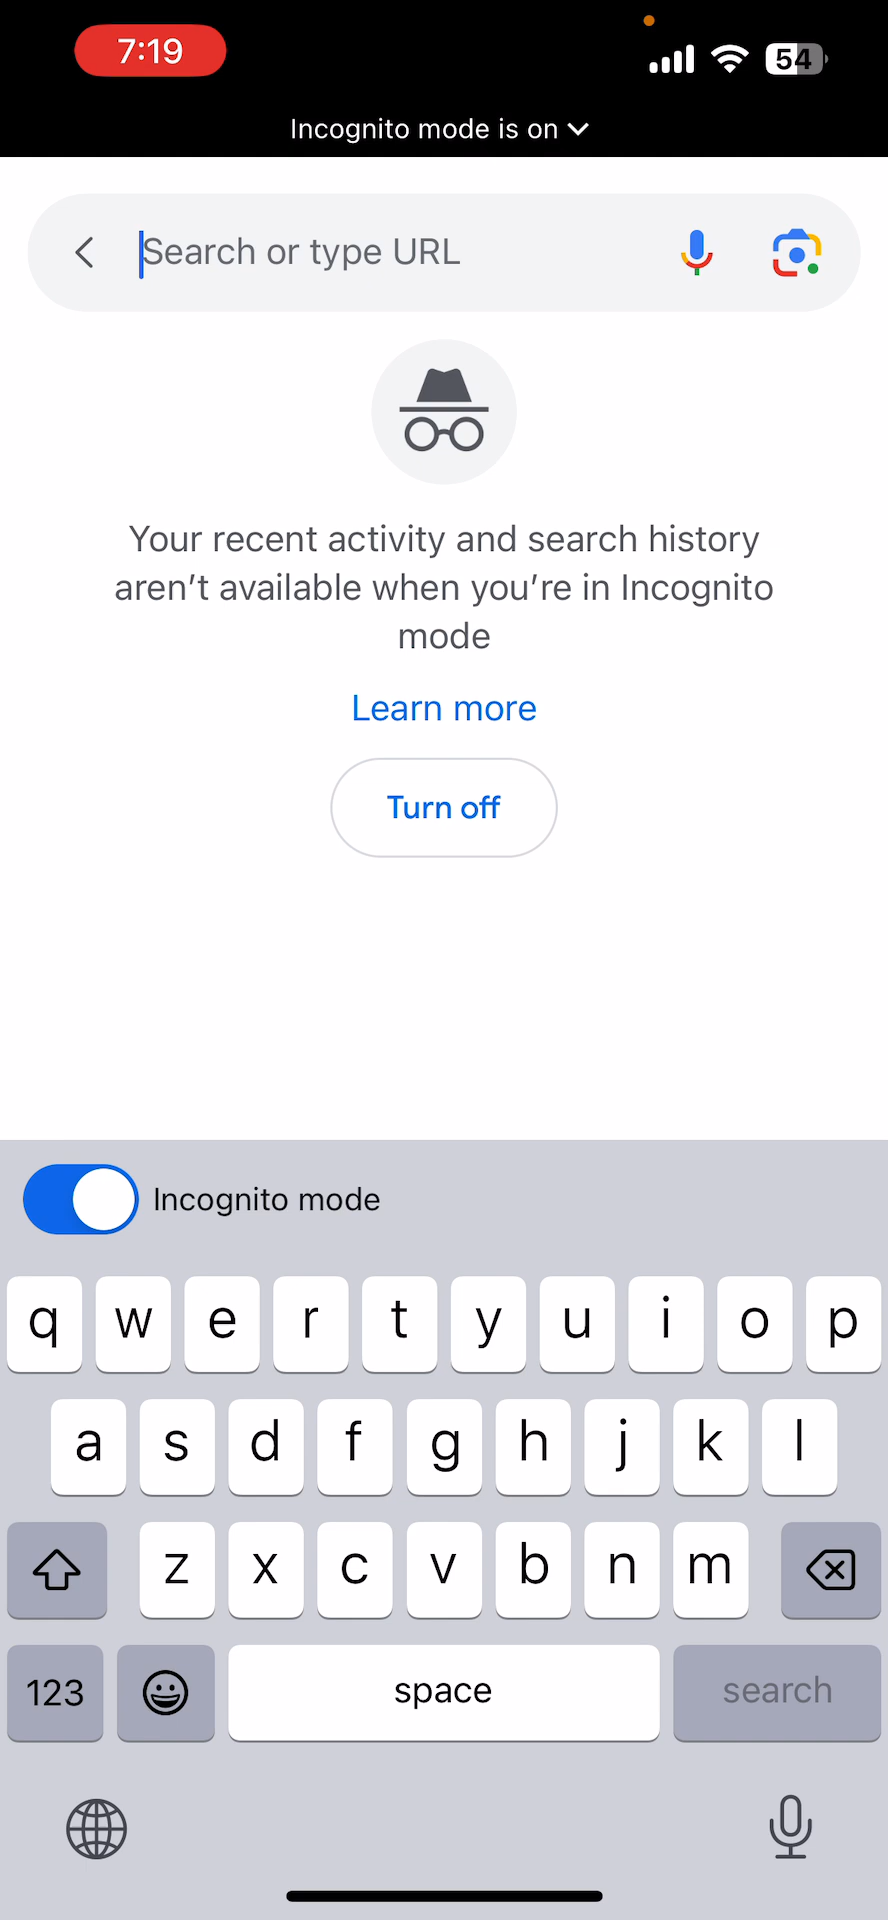 7:19
54
Incognito mode is on
Search or type URL
Your recent activity and search history
aren’t available when you’re in Incognito
mode
Learn more
Turn off
Incognito mode
q w e r t y u i o p
a s d f g h j k l
z x c v b n m
123 space search